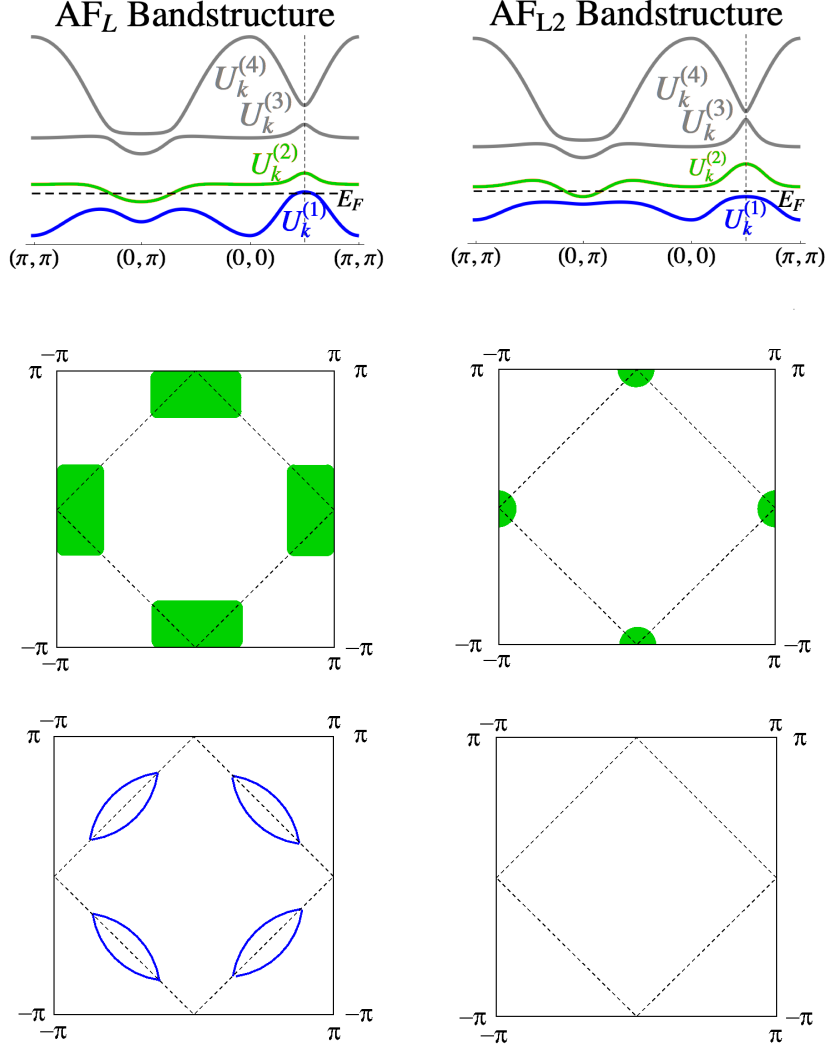 AF_L Bandstructure
AF_L2 Bandstructure
U_k^(4)
U_k^(3)
U_k^(2)
E_F
U_k^(1)
(π, π) (0, π) (0, 0) (π, π)
U_k^(4)
U_k^(3)
U_k^(2)
E_F
U_k^(1)
(π, π) (0, π) (0, 0) (π, π)
−π π
π π
−π −π
−π π
−π π
π π
−π −π
−π π
−π π
π π
−π −π
−π π
−π π
π π
−π −π
−π π